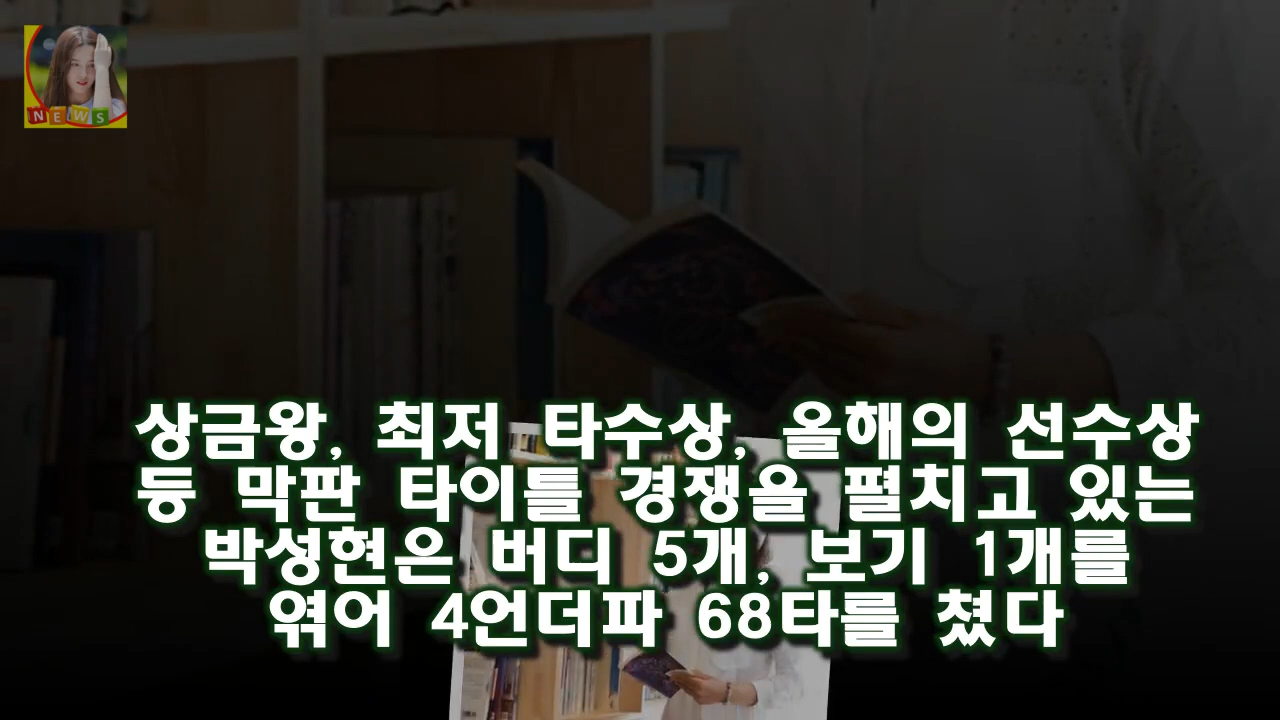 NEWS
상금왕, 최저 타수상, 올해의 선수상
등 막판 타이틀 경쟁을 펼치고 있는
박성현은 버디 5개, 보기 1개를
엮어 4언더파 68타를 쳤다